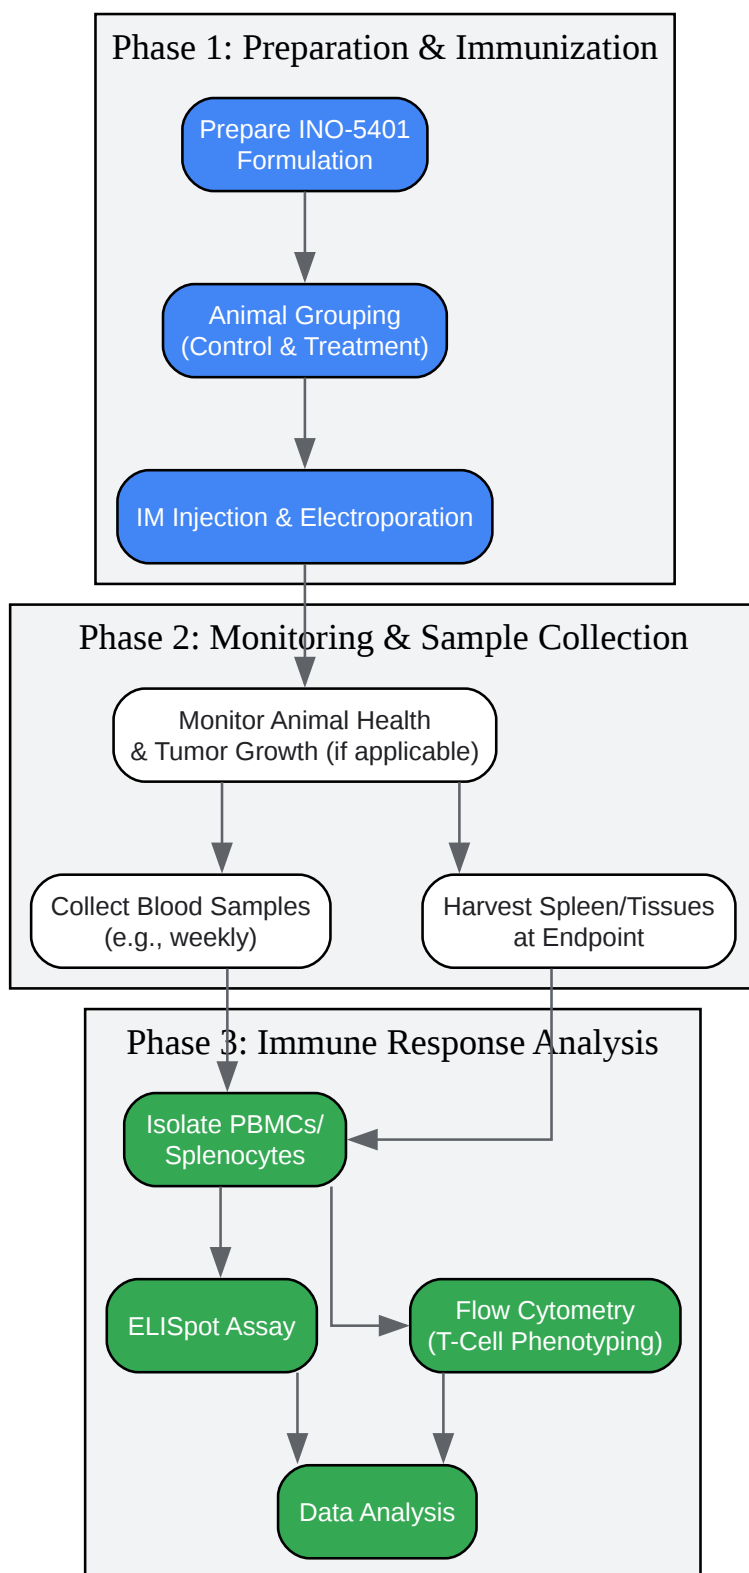 Phase 1: Preparation & Immunization
Prepare INO-5401
Formulation
Animal Grouping
(Control & Treatment)
IM Injection & Electroporation
Phase 2: Monitoring & Sample Collection
Monitor Animal Health
& Tumor Growth (if applicable)
Collect Blood Samples
(e.g., weekly)
Harvest Spleen/Tissues
at Endpoint
Phase 3: Immune Response Analysis
Isolate PBMCs/
Splenocytes
ELISpot Assay
Flow Cytometry
(T-Cell Phenotyping)
Data Analysis